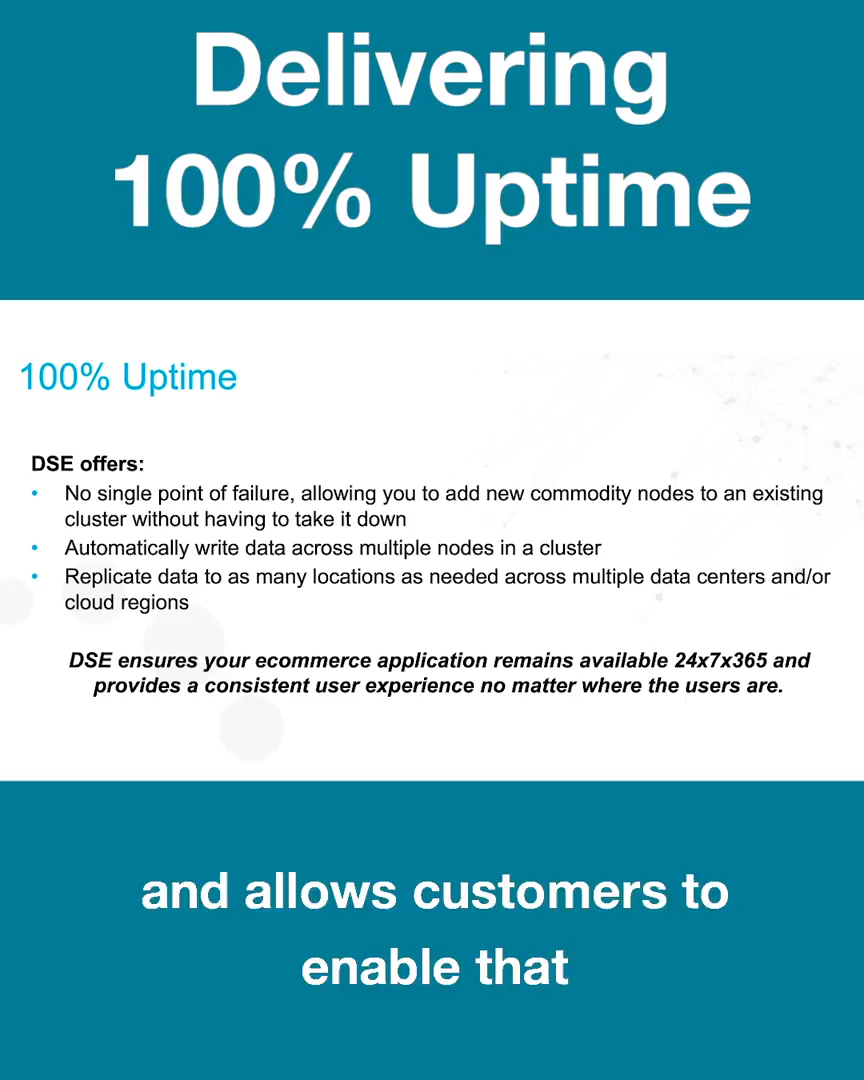 Delivering
100% Uptime
100% Uptime
DSE offers:
• No single point of failure, allowing you to add new commodity nodes to an existing
cluster without having to take it down
• Automatically write data across multiple nodes in a cluster
• Replicate data to as many locations as needed across multiple data centers and/or
cloud regions
DSE ensures your ecommerce application remains available 24x7x365 and
provides a consistent user experience no matter where the users are.
and allows customers to
enable that